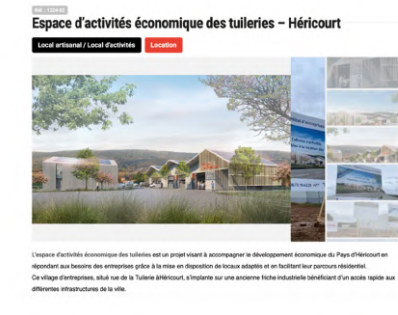 Réf. : 1234-62
Espace d'activités économique des tuileries – Héricourt
Local artisanal / Local d'activités
Location
L'espace d'activités économique des tuileries est un projet visant à accompagner le développement économique du Pays d'Héricourt en
répondant aux besoins des entreprises grâce à la mise en disposition de locaux adaptés et en facilitant leur parcours résidentiel.
Ce village d'entreprises, situé rue de la Tuilerie àHéricourt, s'implante sur une ancienne friche industrielle bénéficiant d'un accès rapide aux
différentes infrastructures de la ville.